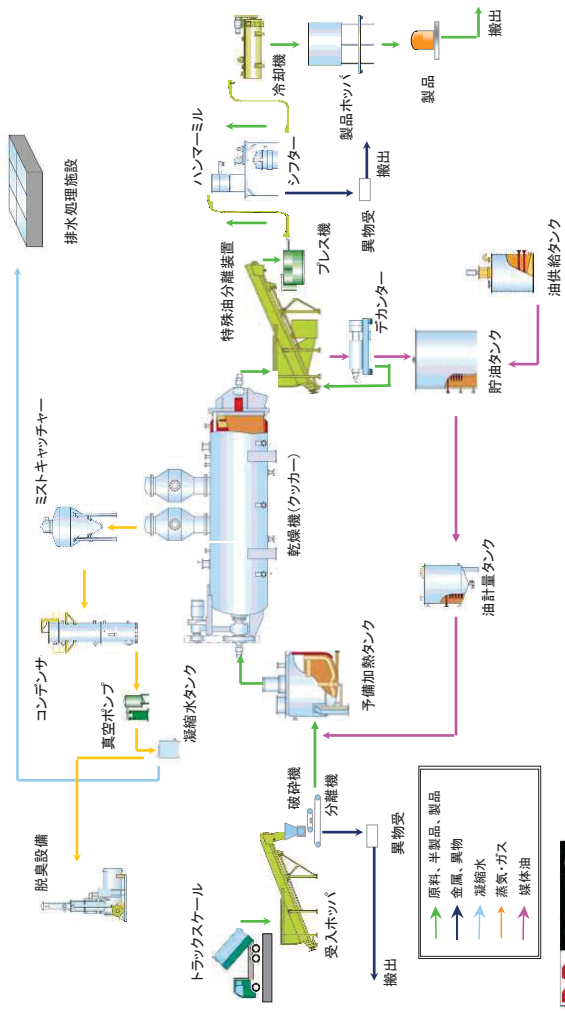 トラックスケール
受入ホッパ
破砕機
分離機
異物受
搬出
予備加熱タンク
乾燥機(クッカー)
ミストキャッチャー
コンデンサ
真空ポンプ
凝縮水タンク
脱臭設備
排水処理施設
特殊油分離装置
プレス機
デカンター
貯油タンク
油供給タンク
油計量タンク
ハンマーミル
シフター
異物受
搬出
冷却機
製品ホッパ
製品
搬出
原料、半製品、製品
金属、異物
凝縮水
蒸気・ガス
媒体油